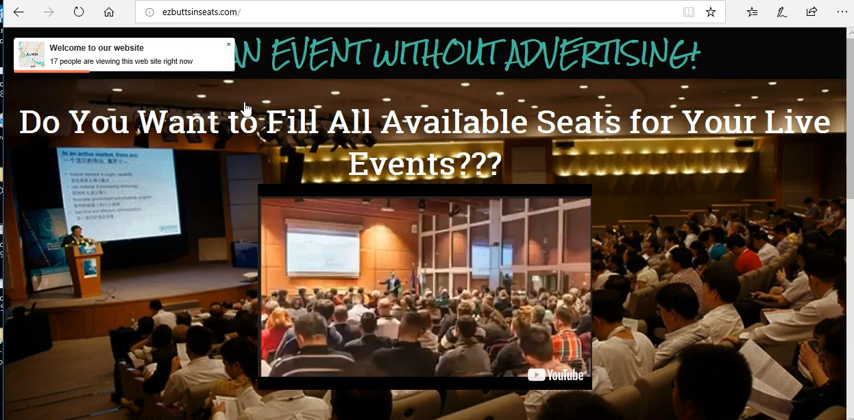 ezbuttsinseats.com/
Welcome to our website
17 people are viewing this web site right now
AN EVENT WITHOUT ADVERTISING!
Do You Want to Fill All Available Seats for Your Live
Events???
In an active market, there are:
YouTube